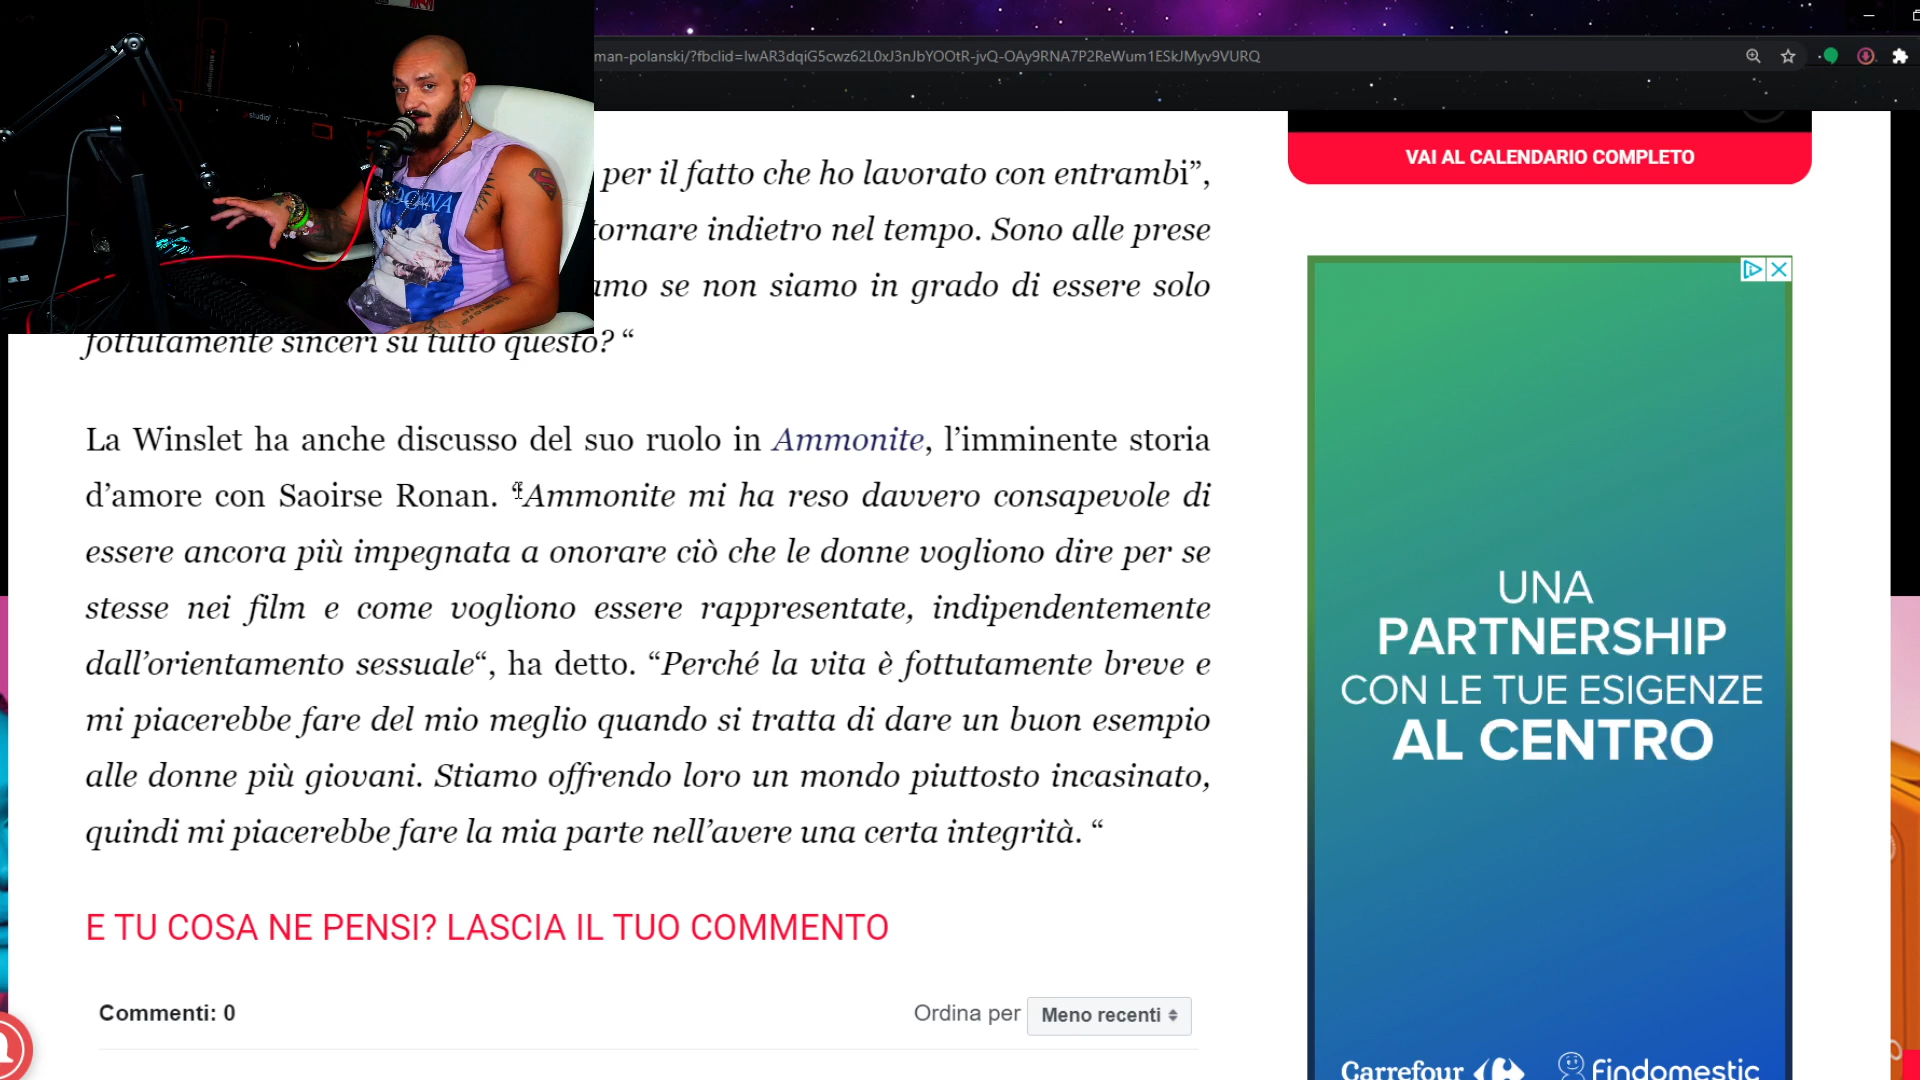 man-polanski/?fbclid=IwAR3dqiG5cwz62L0xJ3nJbYOOtR-jvQ-OAy9RNA7P2ReWum1ESkJMyv9VURQ
studio
per il fatto che ho lavorato con entrambi”,
tornare indietro nel tempo. Sono alle prese
amo se non siamo in grado di essere solo
fottutamente sinceri su tutto questo? “
La Winslet ha anche discusso del suo ruolo in Ammonite, l’imminente storia
d’amore con Saoirse Ronan. “Ammonite mi ha reso davvero consapevole di
essere ancora più impegnata a onorare ciò che le donne vogliono dire per se
stesse nei film e come vogliono essere rappresentate, indipendentemente
dall’orientamento sessuale“, ha detto. “Perché la vita è fottutamente breve e
mi piacerebbe fare del mio meglio quando si tratta di dare un buon esempio
alle donne più giovani. Stiamo offrendo loro un mondo piuttosto incasinato,
quindi mi piacerebbe fare la mia parte nell’avere una certa integrità. “
E TU COSA NE PENSI? LASCIA IL TUO COMMENTO
Commenti: 0
Ordina per Meno recenti
VAI AL CALENDARIO COMPLETO
UNA
PARTNERSHIP
CON LE TUE ESIGENZE
AL CENTRO
Carrefour findomestic